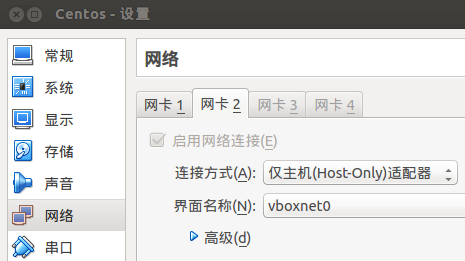 Centos - 设置
常规
系统
显示
存储
声音
网络
串口
网络
网卡 1 网卡 2 网卡 3 网卡 4
启用网络连接(E)
连接方式(A): 仅主机(Host-Only)适配器
界面名称(N): vboxnet0
高级(d)